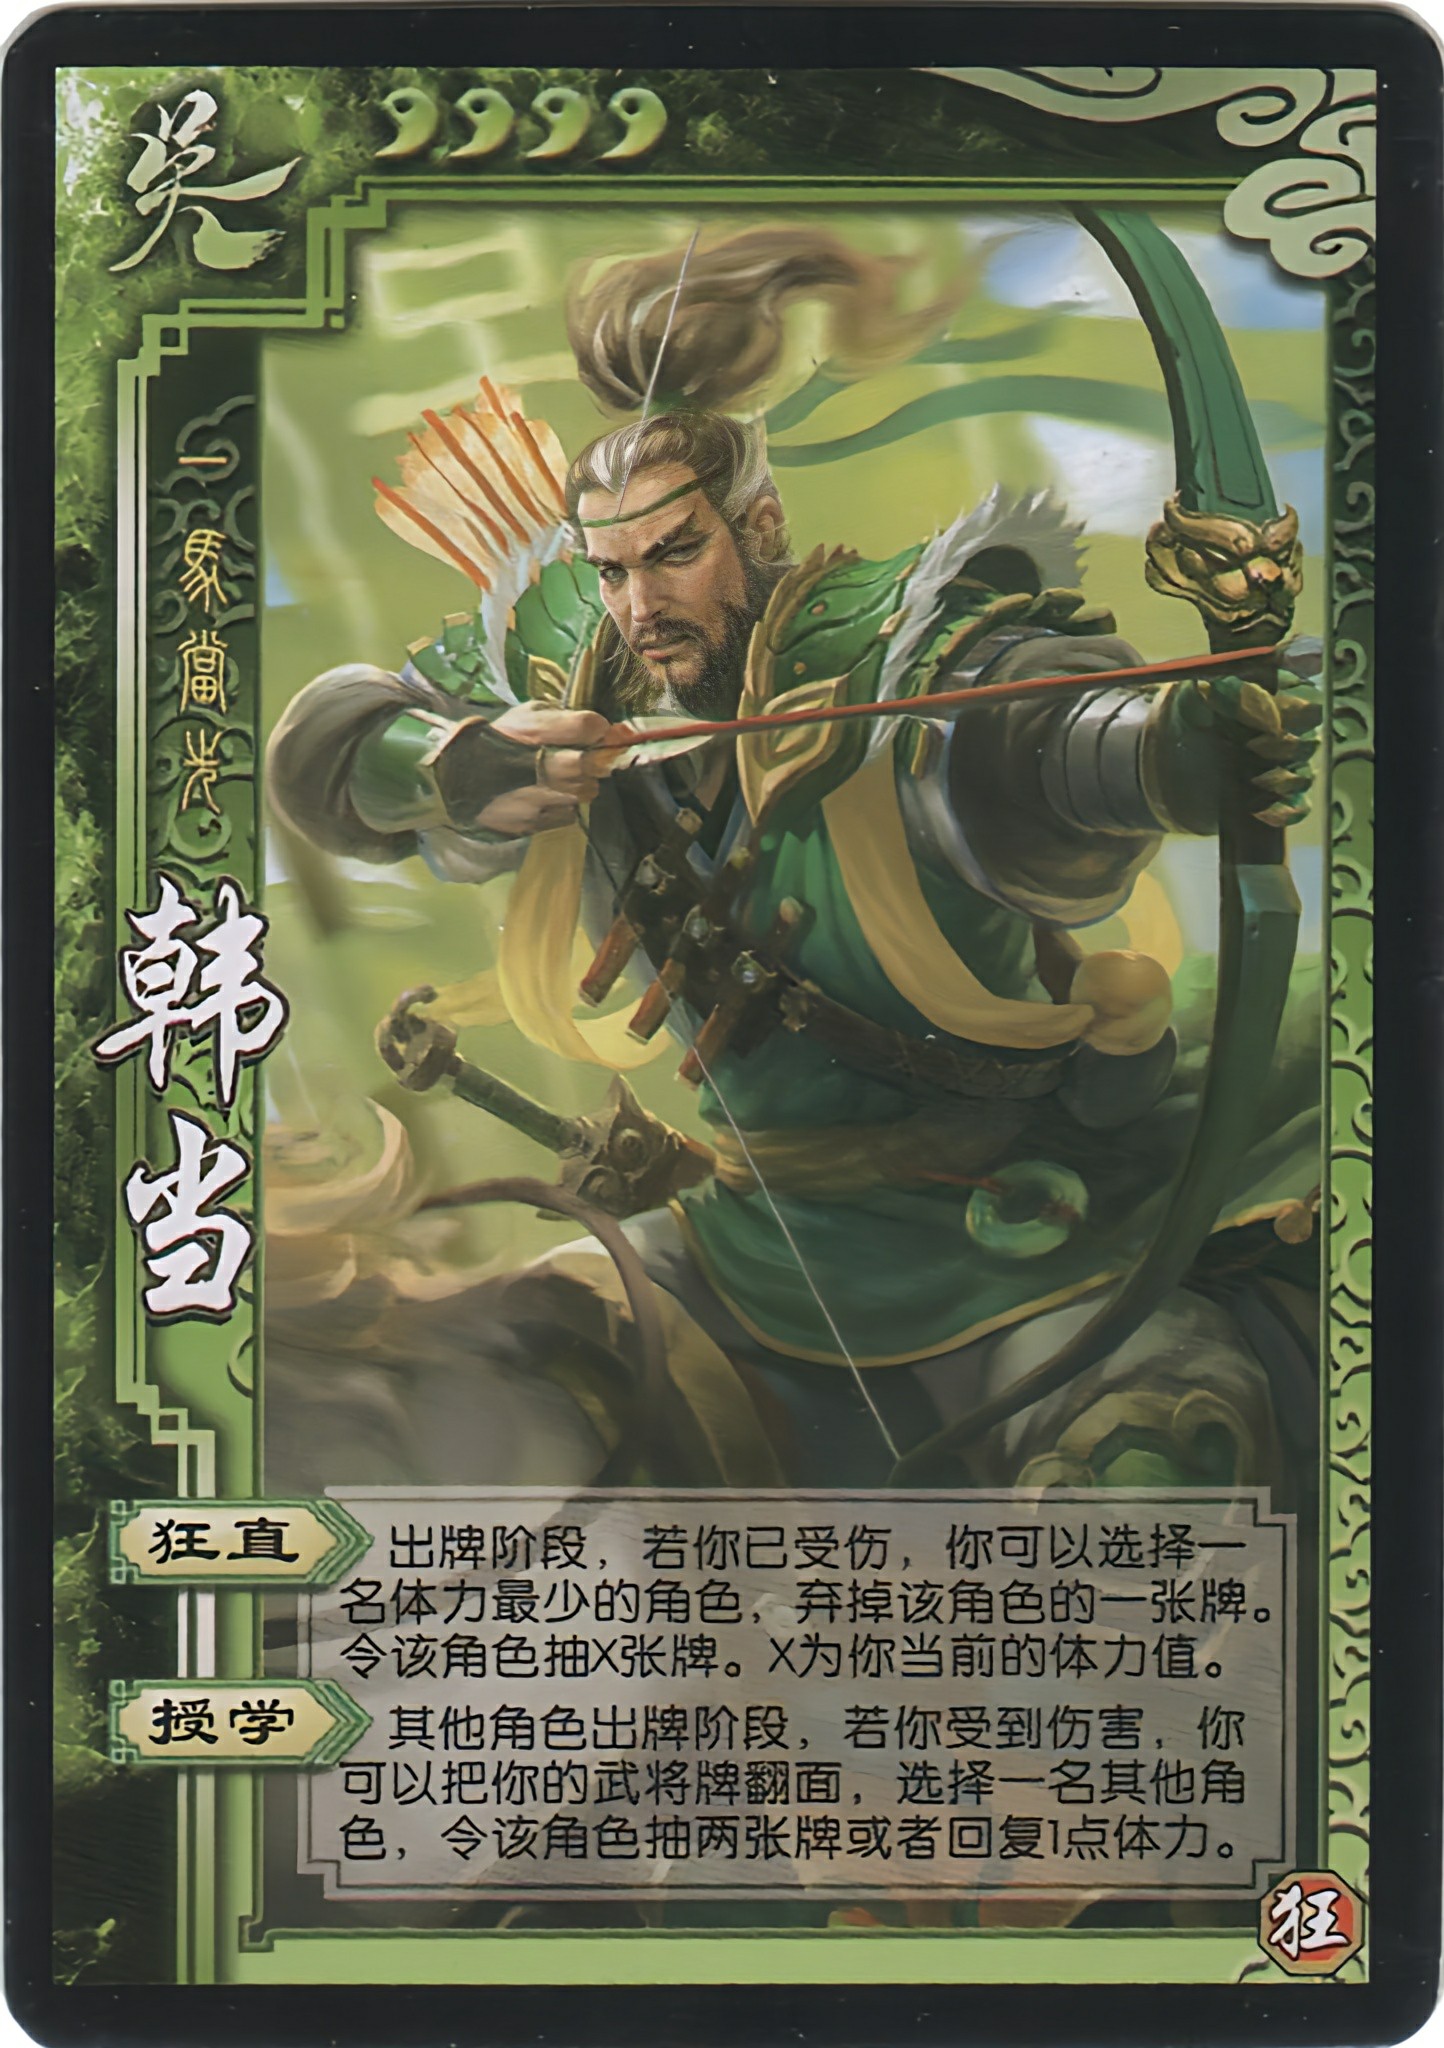 吴
一馬當先
韩当
狂直
出牌阶段，若你已受伤，你可以选择一
名体力最少的角色，弃掉该角色的一张牌。
令该角色抽X张牌。X为你当前的体力值。
授学
其他角色出牌阶段，若你受到伤害，你
可以把你的武将牌翻面，选择一名其他角
色，令该角色抽两张牌或者回复1点体力。
狂